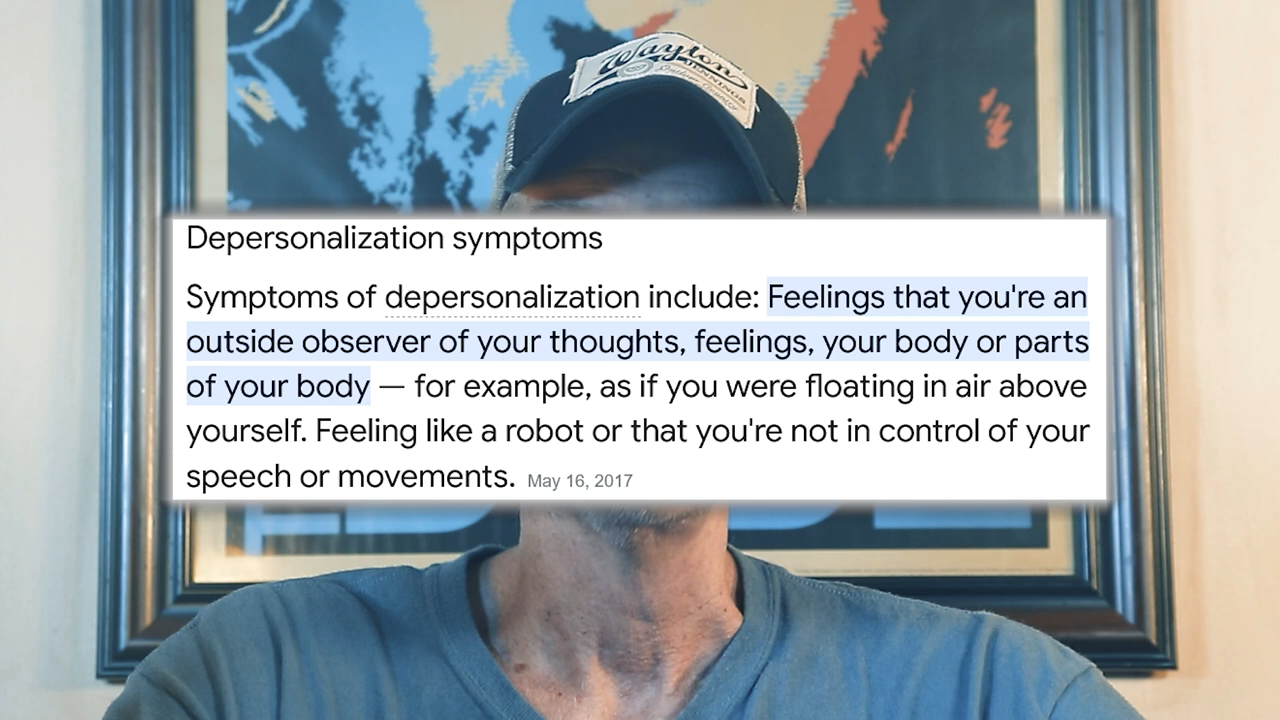 Waylon
JENNINGS
Depersonalization symptoms
Symptoms of depersonalization include: Feelings that you're an
outside observer of your thoughts, feelings, your body or parts
of your body — for example, as if you were floating in air above
yourself. Feeling like a robot or that you're not in control of your
speech or movements. May 16, 2017